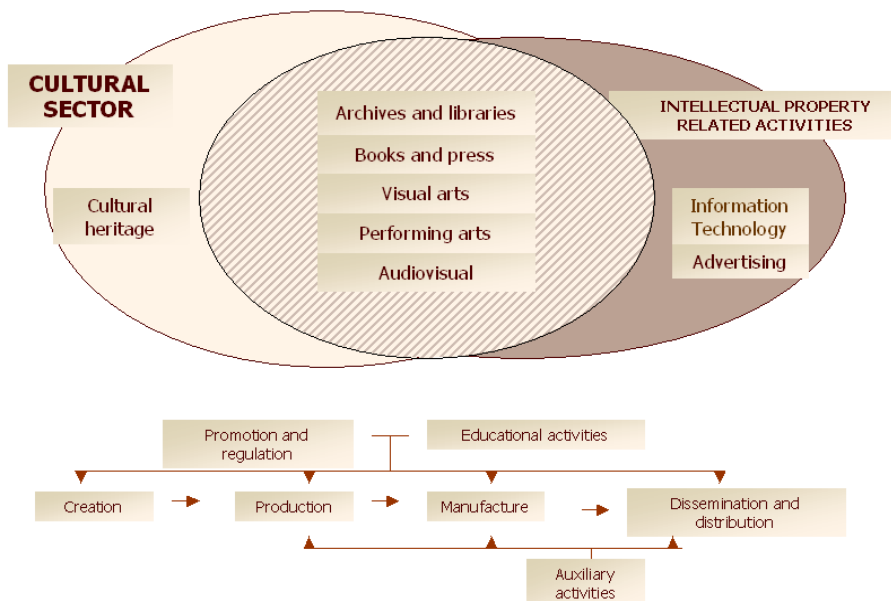 CULTURAL
SECTOR
INTELLECTUAL PROPERTY
RELATED ACTIVITIES
Archives and libraries
Books and press
Visual arts
Performing arts
Audiovisual
Cultural
heritage
Information
Technology
Advertising
Promotion and
regulation
Educational activities
Creation
Production
Manufacture
Dissemination and
distribution
Auxiliary
activities